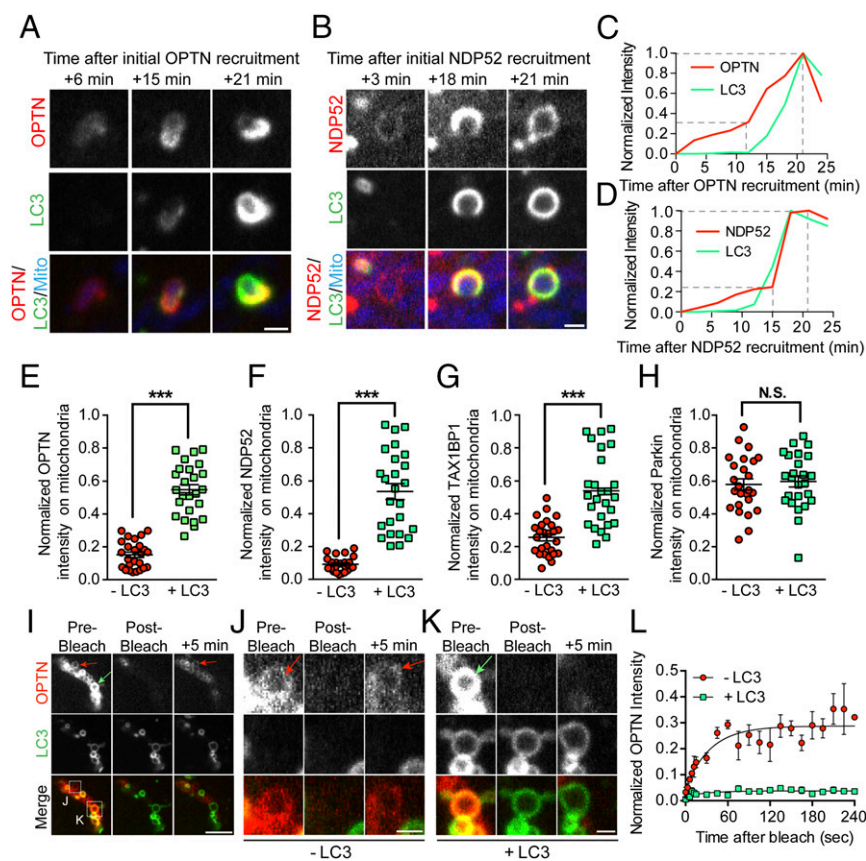 A
Time after initial OPTN recruitment
+6 min +15 min +21 min
OPTN
LC3
OPTN/
LC3/Mito
B
Time after initial NDP52 recruitment
+3 min +18 min +21 min
NDP52
LC3
NDP52/
LC3/Mito
C
Normalized Intensity
1.0
0.8
0.6
0.4
0.2
0.0
OPTN
LC3
0 5 10 15 20 25
Time after OPTN recruitment (min)
D
Normalized Intensity
1.0
0.8
0.6
0.4
0.2
0.0
NDP52
LC3
0 5 10 15 20 25
Time after NDP52 recruitment (min)
E
***
Normalized OPTN
intensity on mitochondria
1.0
0.8
0.6
0.4
0.2
0.0
- LC3 + LC3
F
***
Normalized NDP52
intensity on mitochondria
1.0
0.8
0.6
0.4
0.2
0.0
- LC3 + LC3
G
***
Normalized TAX1BP1
intensity on mitochondria
1.0
0.8
0.6
0.4
0.2
0.0
- LC3 + LC3
H
N.S.
Normalized Parkin
intensity on mitochondria
1.0
0.8
0.6
0.4
0.2
0.0
- LC3 + LC3
I
Pre-
Bleach
Post-
Bleach
+5 min
OPTN
LC3
Merge
J
K
J
Pre-
Bleach
Post-
Bleach
+5 min
- LC3
K
Pre-
Bleach
Post-
Bleach
+5 min
+ LC3
L
Normalized OPTN Intensity
0.5
0.4
0.3
0.2
0.1
0.0
- LC3
+ LC3
0 60 120 180 240
Time after bleach (sec)